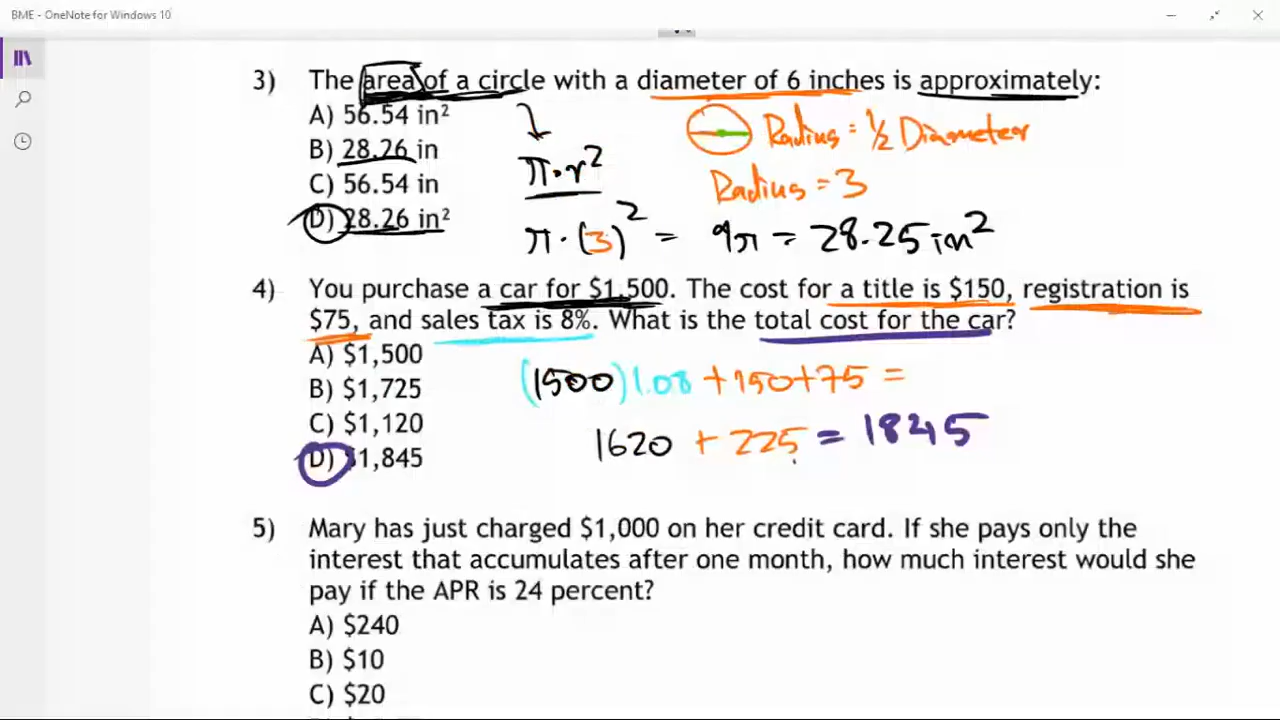 BME - OneNote for Windows 10
3) The area of a circle with a diameter of 6 inches is approximately:
A) 56.54 in²
B) 28.26 in
C) 56.54 in
D) 28.26 in²
π·r²
Radius = 1/2 Diameter
Radius = 3
π·(3)² = 9π = 28.25 in²
4) You purchase a car for $1,500. The cost for a title is $150, registration is
$75, and sales tax is 8%. What is the total cost for the car?
A) $1,500
B) $1,725
C) $1,120
D) $1,845
(1500)1.08 + 150 + 75 =
1620 + 225 = 1845
5) Mary has just charged $1,000 on her credit card. If she pays only the
interest that accumulates after one month, how much interest would she
pay if the APR is 24 percent?
A) $240
B) $10
C) $20